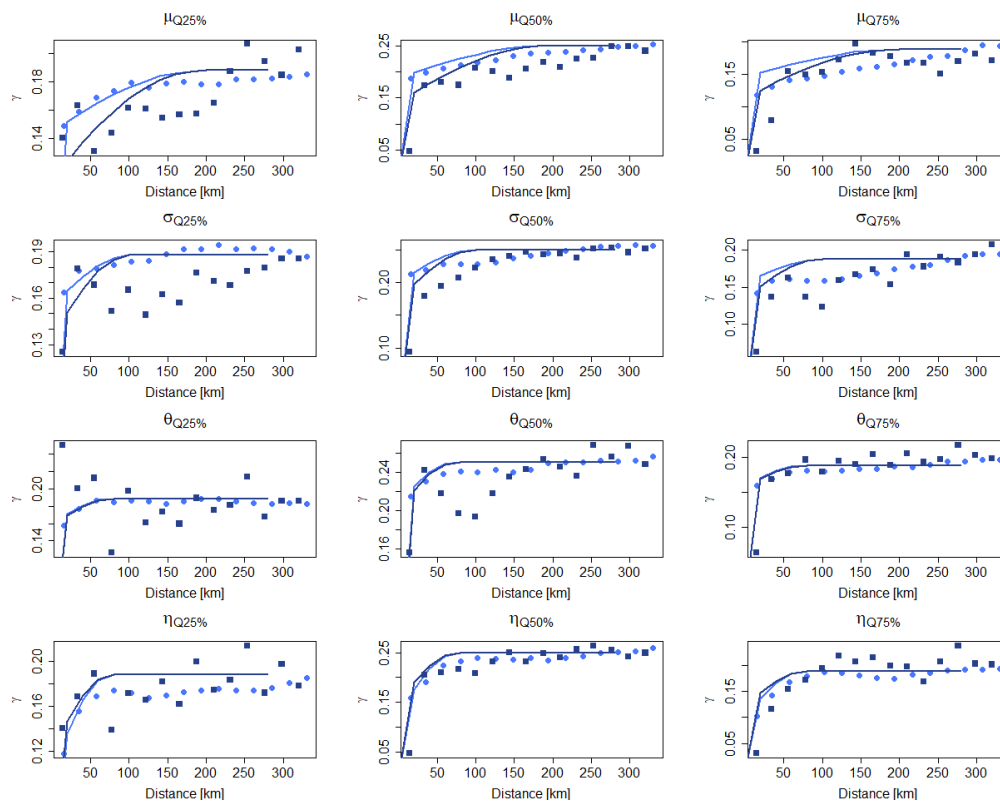 μQ25% μQ50% μQ75%
γ γ γ
0.14 0.18
0.05 0.25
0.05 0.15
50 100 150 200 250 300
50 100 150 200 250 300
50 100 150 200 250 300
Distance [km] Distance [km] Distance [km]
σQ25% σQ50% σQ75%
γ γ γ
0.13 0.16 0.19
0.10 0.20
0.10 0.15 0.20
50 100 150 200 250 300
50 100 150 200 250 300
50 100 150 200 250 300
Distance [km] Distance [km] Distance [km]
θQ25% θQ50% θQ75%
γ γ γ
0.14 0.20
0.16 0.20 0.24
0.10 0.20
50 100 150 200 250 300
50 100 150 200 250 300
50 100 150 200 250 300
Distance [km] Distance [km] Distance [km]
ηQ25% ηQ50% ηQ75%
γ γ γ
0.12 0.16 0.20
0.05 0.15 0.25
0.05 0.15
50 100 150 200 250 300
50 100 150 200 250 300
50 100 150 200 250 300
Distance [km] Distance [km] Distance [km]